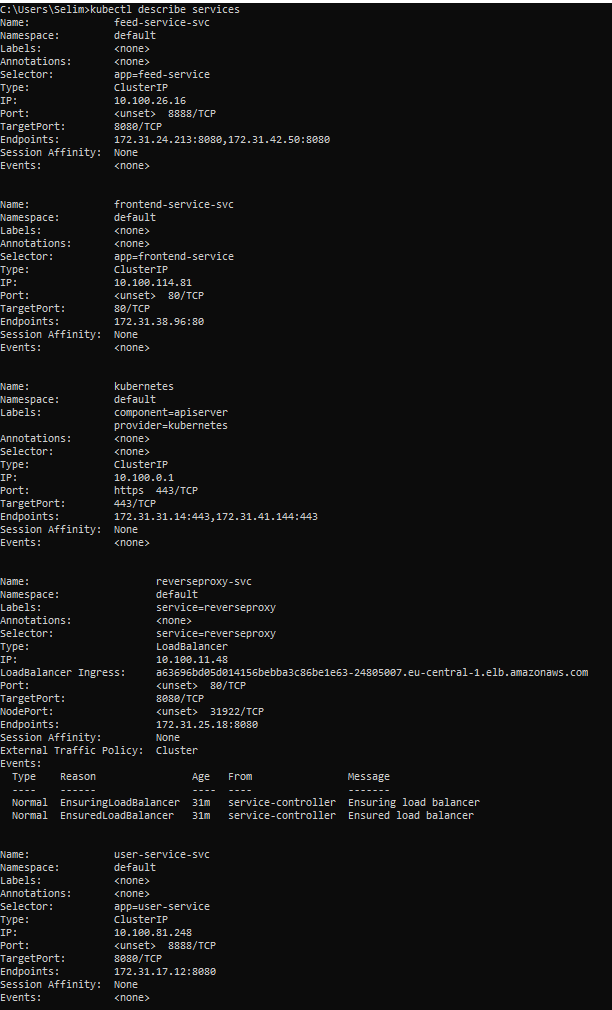 C:\Users\Selim>kubectl describe services
Name:              feed-service-svc
Namespace:         default
Labels:            <none>
Annotations:       <none>
Selector:          app=feed-service
Type:              ClusterIP
IP:                10.100.26.16
Port:              <unset>  8888/TCP
TargetPort:        8080/TCP
Endpoints:         172.31.24.213:8080,172.31.42.50:8080
Session Affinity:  None
Events:            <none>

Name:              frontend-service-svc
Namespace:         default
Labels:            <none>
Annotations:       <none>
Selector:          app=frontend-service
Type:              ClusterIP
IP:                10.100.114.81
Port:              <unset>  80/TCP
TargetPort:        80/TCP
Endpoints:         172.31.38.96:80
Session Affinity:  None
Events:            <none>

Name:              kubernetes
Namespace:         default
Labels:            component=apiserver
                   provider=kubernetes
Annotations:       <none>
Selector:          <none>
Type:              ClusterIP
IP:                10.100.0.1
Port:              https  443/TCP
TargetPort:        443/TCP
Endpoints:         172.31.31.14:443,172.31.41.144:443
Session Affinity:  None
Events:            <none>

Name:                     reverseproxy-svc
Namespace:                default
Labels:                   service=reverseproxy
Annotations:              <none>
Selector:                 service=reverseproxy
Type:                     LoadBalancer
IP:                       10.100.11.48
LoadBalancer Ingress:     a63696bd05d014156bebba3c86be1e63-24805007.eu-central-1.elb.amazonaws.com
Port:                     <unset>  80/TCP
TargetPort:               8080/TCP
NodePort:                 <unset>  31922/TCP
Endpoints:                172.31.25.18:8080
Session Affinity:         None
External Traffic Policy:  Cluster
Events:
  Type    Reason                Age   From                Message
  ----    ------                ----  ----                -------
  Normal  EnsuringLoadBalancer  31m   service-controller  Ensuring load balancer
  Normal  EnsuredLoadBalancer   31m   service-controller  Ensured load balancer

Name:              user-service-svc
Namespace:         default
Labels:            <none>
Annotations:       <none>
Selector:          app=user-service
Type:              ClusterIP
IP:                10.100.81.248
Port:              <unset>  8888/TCP
TargetPort:        8080/TCP
Endpoints:         172.31.17.12:8080
Session Affinity:  None
Events:            <none>